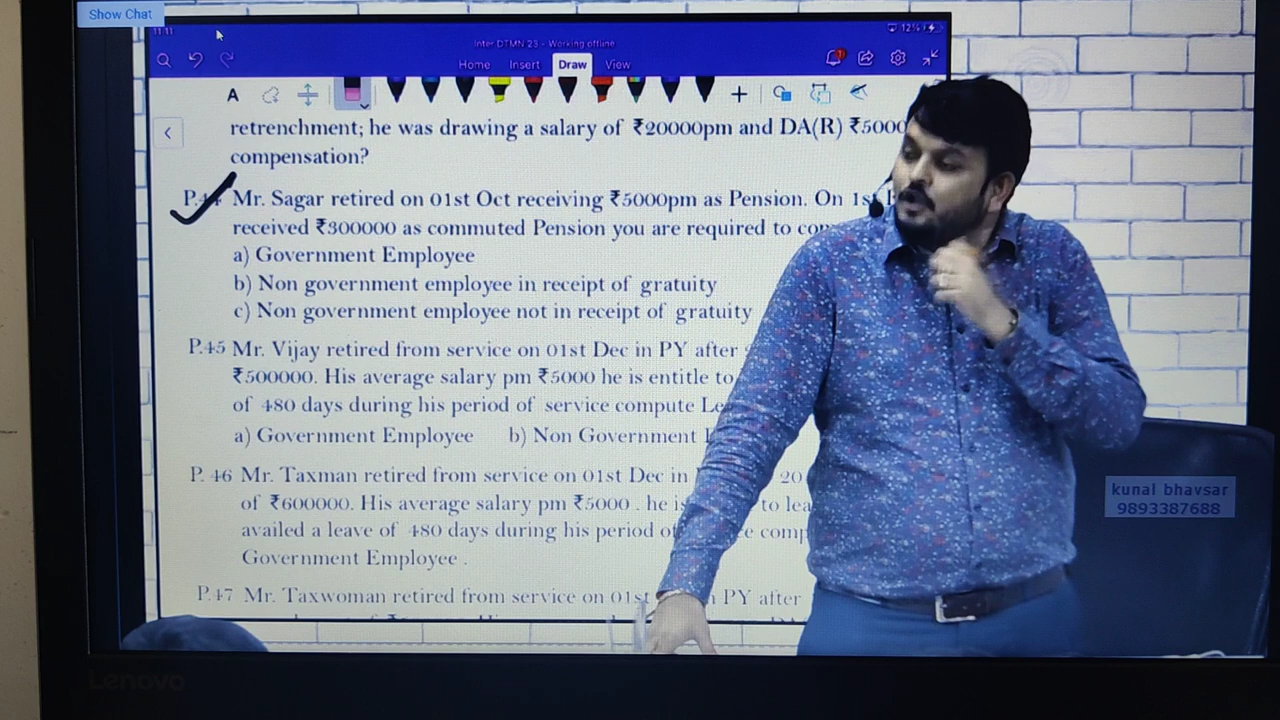 Show Chat
11:11
12%
Inter DTMN 23 - Working offline
Home Insert Draw View
retrenchment; he was drawing a salary of ₹20000pm and DA(R) ₹5000
compensation?
Mr. Sagar retired on 01st Oct receiving ₹5000pm as Pension. On 1st
received ₹300000 as commuted Pension you are required to
a) Government Employee
b) Non government employee in receipt of gratuity
c) Non government employee not in receipt of gratuity
P.45 Mr. Vijay retired from service on 01st Dec in PY after
₹500000. His average salary pm ₹5000 he is entitle to
of 480 days during his period of service compute
a) Government Employee b) Non Government
P. 46 Mr. Taxman retired from service on 01st Dec in 20
of ₹600000. His average salary pm ₹5000 . he is to
availed a leave of 480 days during his period
Government Employee .
P.47 Mr. Taxwoman retired from service on 01st PY after
kunal bhavsar
9893387688
Lenovo